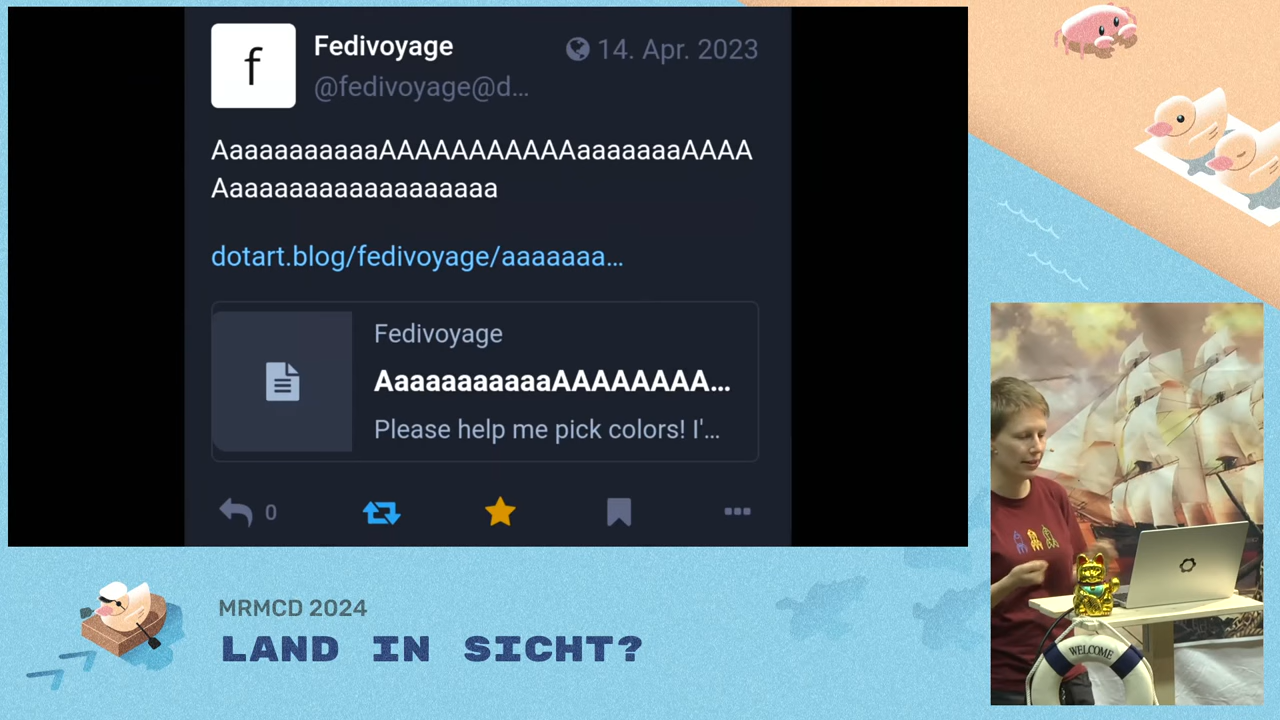 f
Fedivoyage
14. Apr. 2023
@fedivoyage@d...
AaaaaaaaaaaAAAAAAAAAAAaaaaaaaAAAA
Aaaaaaaaaaaaaaaaaaa
dotart.blog/fedivoyage/aaaaaaa...
Fedivoyage
AaaaaaaaaaaAAAAAAAA...
Please help me pick colors! I'...
0
MRMCD 2024
LAND IN SICHT?
WELCOME